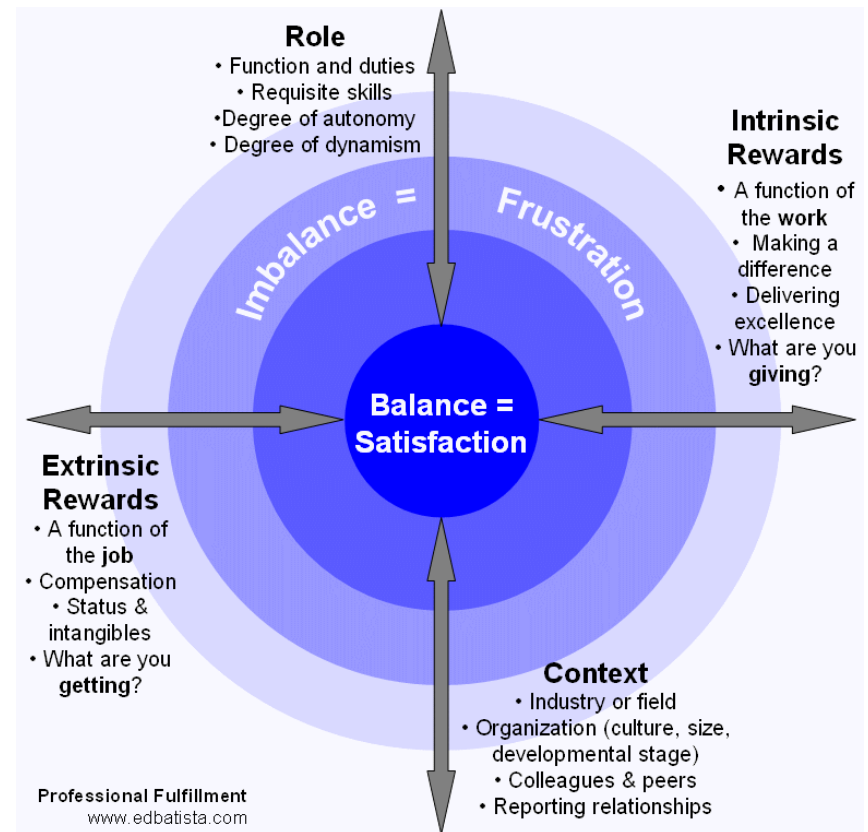 Role
• Function and duties
• Requisite skills
•Degree of autonomy
• Degree of dynamism
Intrinsic
Rewards
• A function of
the work
• Making a
difference
• Delivering
excellence
• What are you
giving?
Imbalance = Frustration
Balance =
Satisfaction
Extrinsic
Rewards
• A function of
the job
• Compensation
• Status &
intangibles
• What are you
getting?
Context
• Industry or field
• Organization (culture, size,
developmental stage)
• Colleagues & peers
• Reporting relationships
Professional Fulfillment
www.edbatista.com